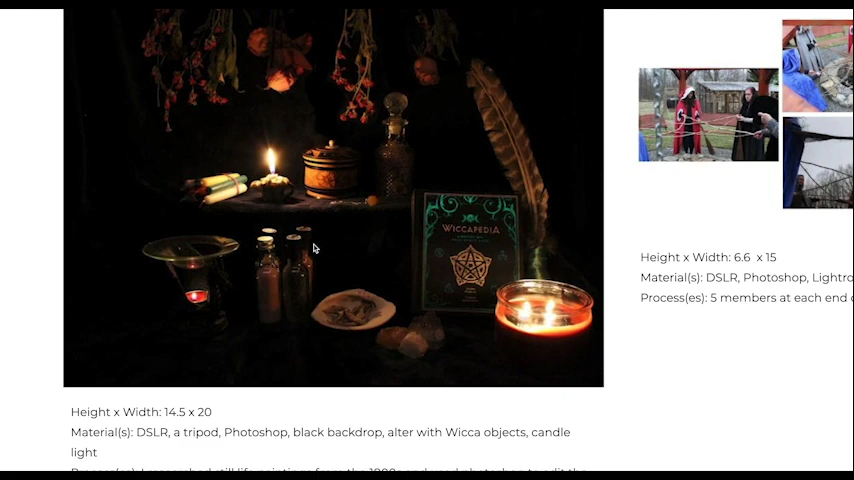 WICCAPEDIA
Height x Width: 14.5 x 20
Material(s): DSLR, a tripod, Photoshop, black backdrop, alter with Wicca objects, candle
light
Height x Width: 6.6 x 15
Material(s): DSLR, Photoshop,
Process(es): 5 members at each end